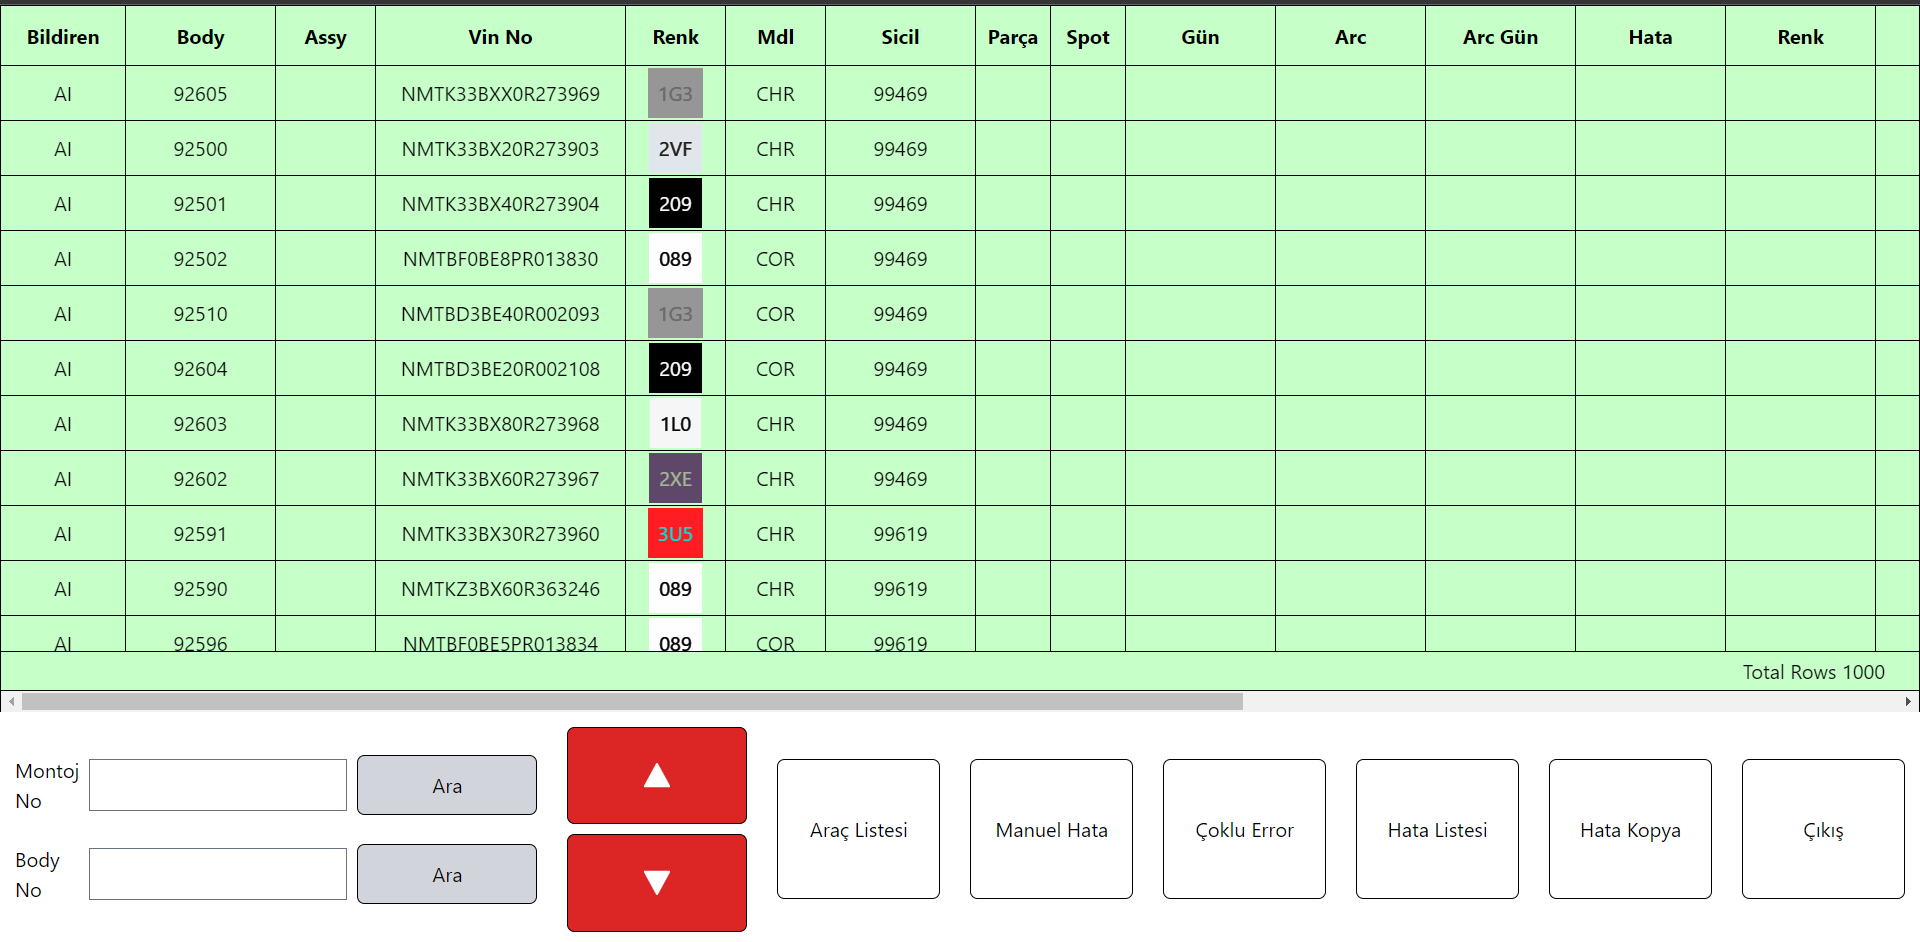 Bildiren Body Assy Vin No Renk Mdl Sicil Parça Spot Gün Arc Arc Gün Hata Renk
AI 92605 NMTK33BXX0R273969 1G3 CHR 99469
AI 92500 NMTK33BX20R273903 2VF CHR 99469
AI 92501 NMTK33BX40R273904 209 CHR 99469
AI 92502 NMTBF0BE8PR013830 089 COR 99469
AI 92510 NMTBD3BE40R002093 1G3 COR 99469
AI 92604 NMTBD3BE20R002108 209 COR 99469
AI 92603 NMTK33BX80R273968 1L0 CHR 99469
AI 92602 NMTK33BX60R273967 2XE CHR 99469
AI 92591 NMTK33BX30R273960 3U5 CHR 99619
AI 92590 NMTKZ3BX60R363246 089 CHR 99619
AI 92596 NMTBF0BE5PR013834 089 COR 99619
Total Rows 1000
Montoj No
Ara
Body No
Ara
Araç Listesi
Manuel Hata
Çoklu Error
Hata Listesi
Hata Kopya
Çıkış